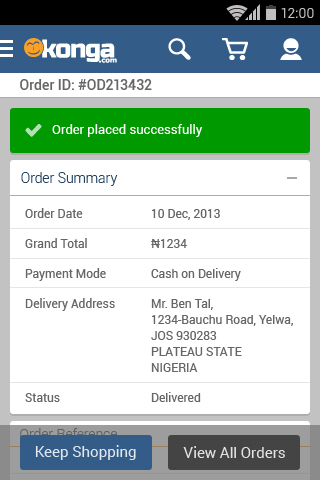 12:00
konga
.com
Order ID: #OD213432
Order placed successfully
Order Summary
Order Date 10 Dec, 2013
Grand Total ₦1234
Payment Mode Cash on Delivery
Delivery Address Mr. Ben Tal,
1234-Bauchu Road, Yelwa,
JOS 930283
PLATEAU STATE
NIGERIA
Status Delivered
Order Reference
Keep Shopping View All Orders